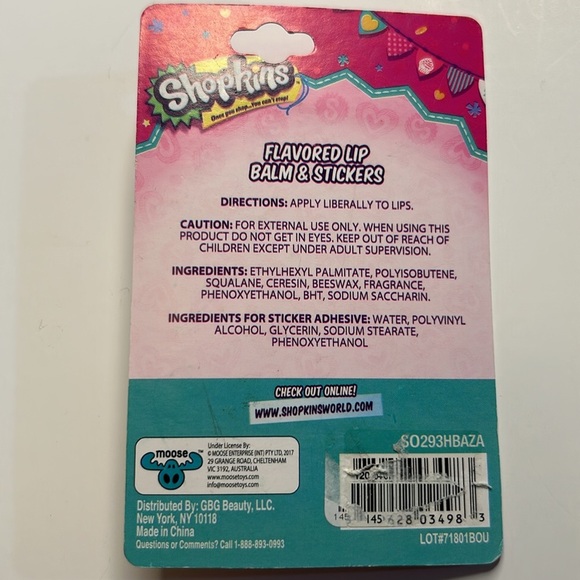 Shopkins
Once you shop...you can't stop!
FLAVORED LIP
BALM & STICKERS
DIRECTIONS: APPLY LIBERALLY TO LIPS.
CAUTION: FOR EXTERNAL USE ONLY. WHEN USING THIS
PRODUCT DO NOT GET IN EYES. KEEP OUT OF REACH OF
CHILDREN EXCEPT UNDER ADULT SUPERVISION.
INGREDIENTS: ETHYLHEXYL PALMITATE, POLYISOBUTENE,
SQUALANE, CERESIN, BEESWAX, FRAGRANCE,
PHENOXYETHANOL, BHT, SODIUM SACCHARIN.
INGREDIENTS FOR STICKER ADHESIVE: WATER, POLYVINYL
ALCOHOL, GLYCERIN, SODIUM STEARATE,
PHENOXYETHANOL
CHECK OUT ONLINE!
WWW.SHOPKINSWORLD.COM
moose™
Under License By:
© MOOSE ENTERPRISE (INT) PTY LTD, 2017
29 GRANGE ROAD, CHELTENHAM
VIC 3192, AUSTRALIA
www.moosetoys.com
info@moosetoys.com
Distributed By: GBG Beauty, LLC.
New York, NY 10118
Made in China
Questions or Comments? Call 1-888-893-0993
SO293HBAZA
145628 03498 3
LOT#71801BOU